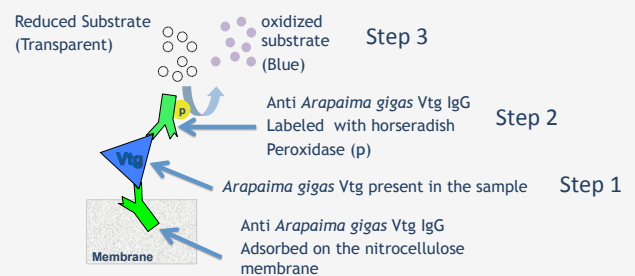 Reduced Substrate
(Transparent)
oxidized
substrate
(Blue)
Step 3
p
Anti Arapaima gigas Vtg IgG
Labeled with horseradish
Peroxidase (p)
Step 2
Vtg
Arapaima gigas Vtg present in the sample
Step 1
Anti Arapaima gigas Vtg IgG
Adsorbed on the nitrocellulose
membrane
Membrane